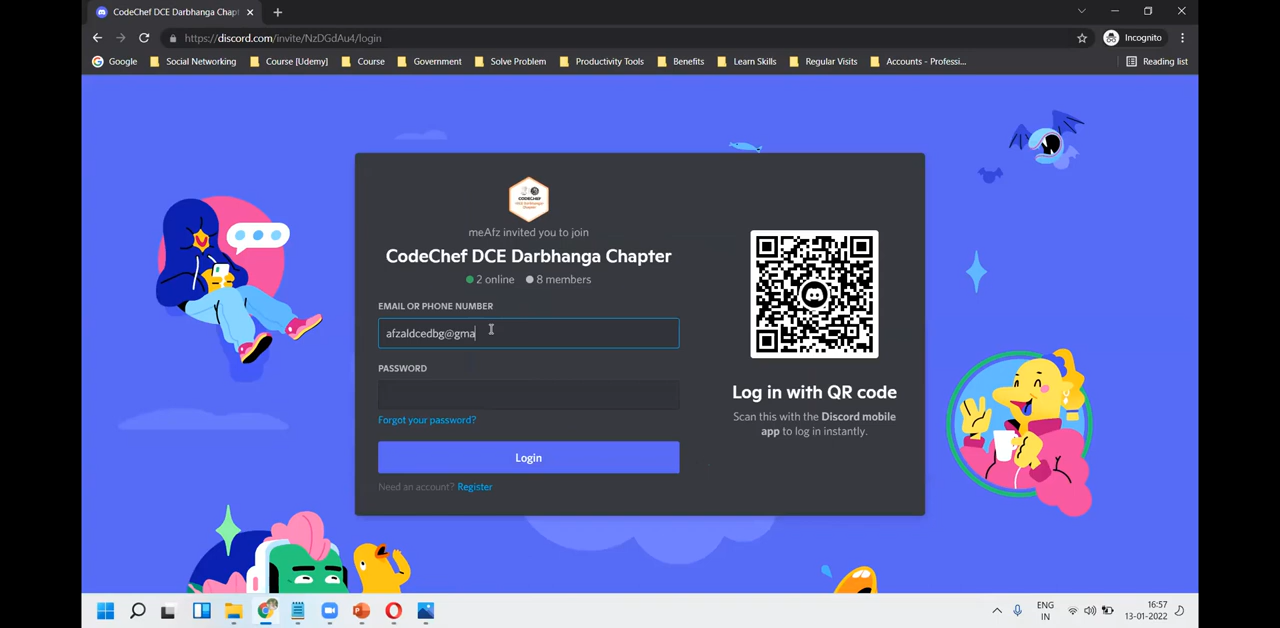 CodeChef DCE Darbhanga Chap
https://discord.com/invite/NzDGdAu4/login
Incognito
Google
Social Networking
Course [Udemy]
Course
Government
Solve Problem
Productivity Tools
Benefits
Learn Skills
Regular Visits
Accounts - Professi...
Reading list
CODECHEF
meAfz invited you to join
CodeChef DCE Darbhanga Chapter
2 online
8 members
EMAIL OR PHONE NUMBER
afzaldcedbg@gma
PASSWORD
Forgot your password?
Login
Need an account? Register
Log in with QR code
Scan this with the Discord mobile
app to log in instantly.
ENG
IN
16:57
13-01-2022